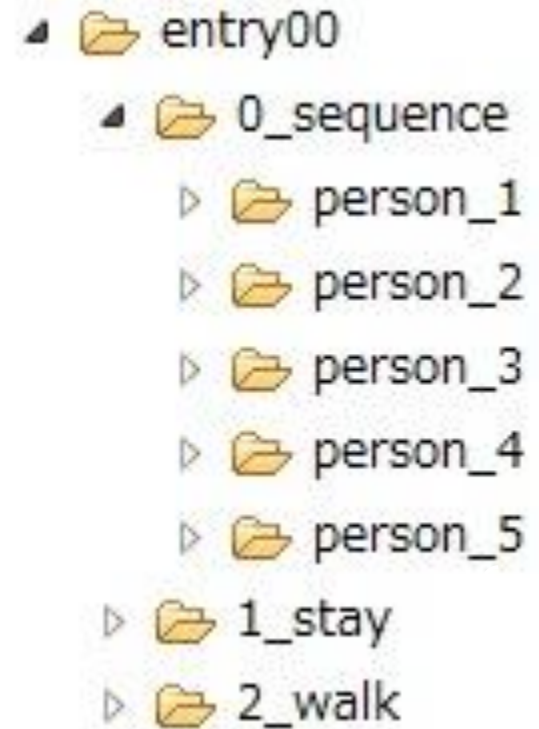 entry00
0_sequence
person_1
person_2
person_3
person_4
person_5
1_stay
2_walk